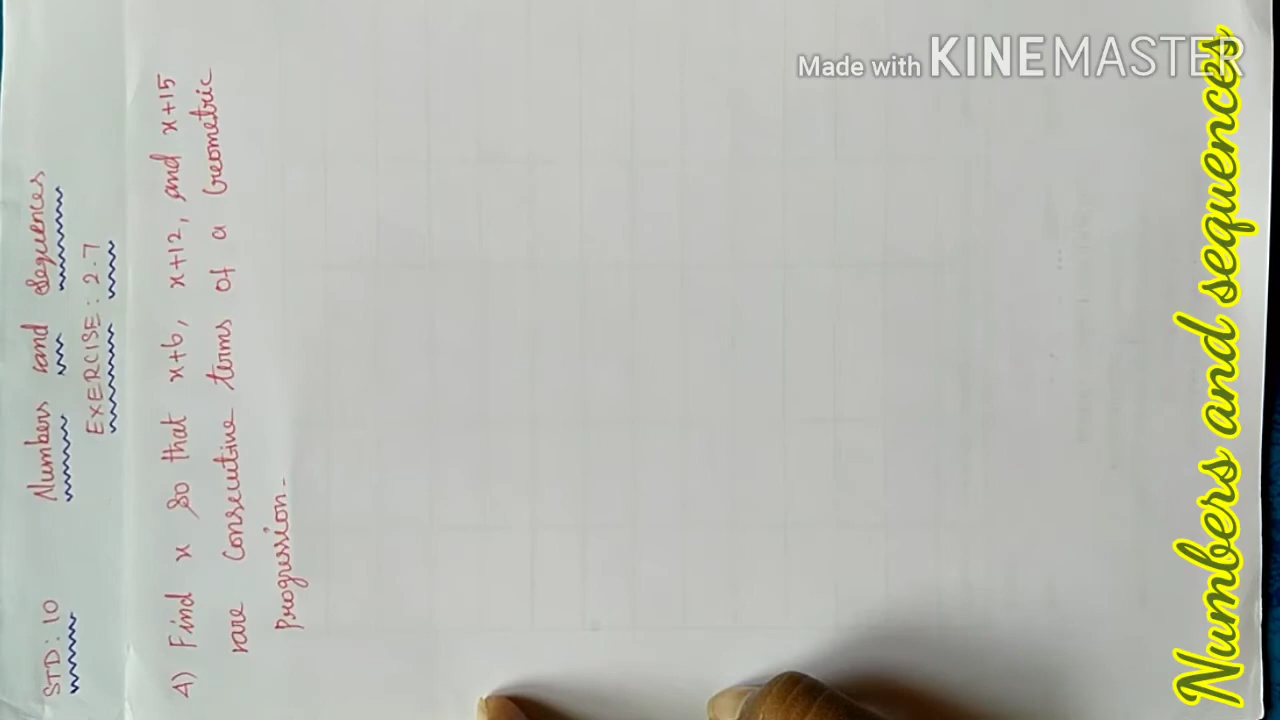 STD: 10 Numbers and Sequences
EXERCISE: 2.7
4) Find x so that x+6, x+12, and x+15
are consecutive terms of a Geometric
Progression.
Made with KINEMASTER
Numbers and sequences